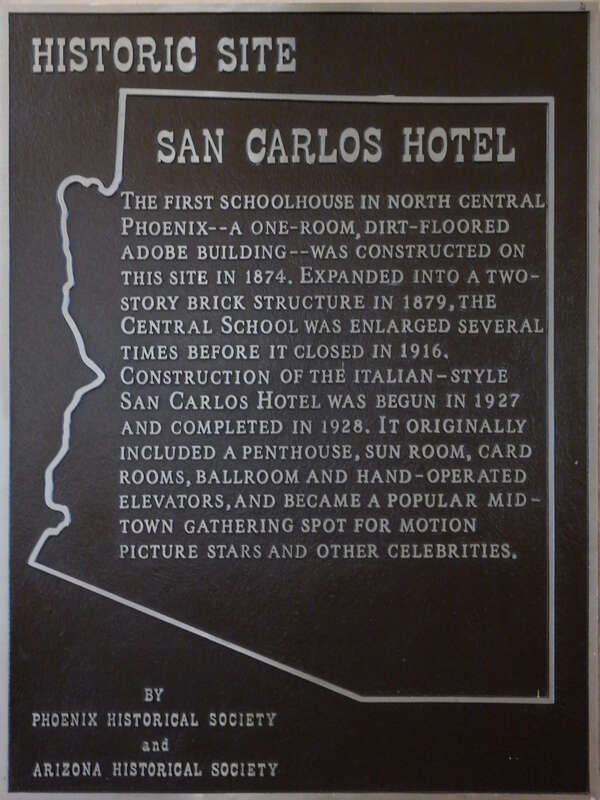 HISTORIC SITE
SAN CARLOS HOTEL
THE FIRST SCHOOLHOUSE IN NORTH CENTRAL
PHOENIX--A ONE-ROOM, DIRT-FLOORED
ADOBE BUILDING--WAS CONSTRUCTED ON
THIS SITE IN 1874. EXPANDED INTO A TWO-
STORY BRICK STRUCTURE IN 1879, THE
CENTRAL SCHOOL WAS ENLARGED SEVERAL
TIMES BEFORE IT CLOSED IN 1916.
CONSTRUCTION OF THE ITALIAN-STYLE
SAN CARLOS HOTEL WAS BEGUN IN 1927
AND COMPLETED IN 1928. IT ORIGINALLY
INCLUDED A PENTHOUSE, SUN ROOM, CARD
ROOMS, BALLROOM AND HAND-OPERATED
ELEVATORS, AND BECAME A POPULAR MID-
TOWN GATHERING SPOT FOR MOTION
PICTURE STARS AND OTHER CELEBRITIES.
BY
PHOENIX HISTORICAL SOCIETY
and
ARIZONA HISTORICAL SOCIETY